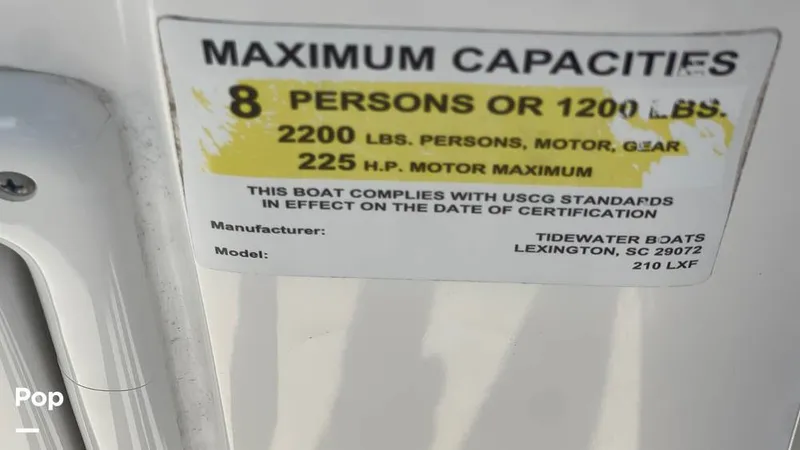 MAXIMUM CAPACITIES
8 PERSONS OR 1200 LBS.
2200 LBS. PERSONS, MOTOR, GEAR
225 H.P. MOTOR MAXIMUM
THIS BOAT COMPLIES WITH USCG STANDARDS
IN EFFECT ON THE DATE OF CERTIFICATION
Manufacturer: TIDEWATER BOATS
LEXINGTON, SC 29072
Model: 210 LXF
Pop